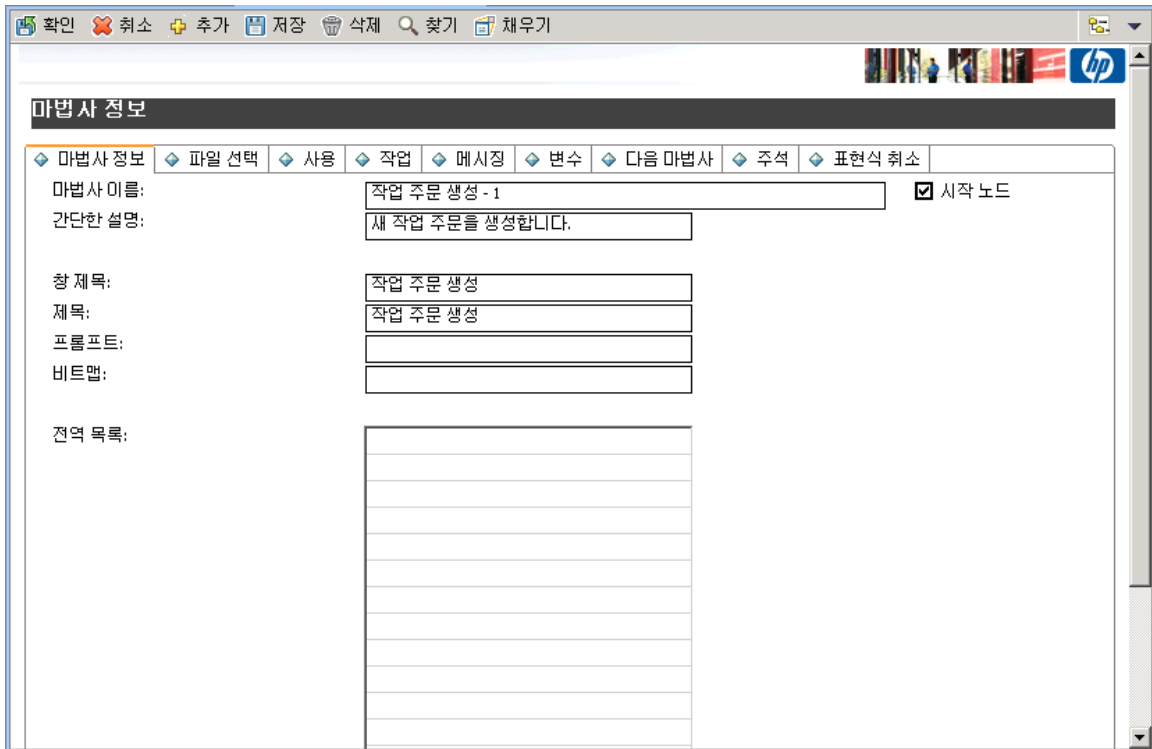 확인 취소 추가 저장 삭제 찾기 채우기
hp
마법사 정보
마법사 정보 파일 선택 사용 작업 메시징 변수 다음 마법사 주석 표현식 취소
마법사 이름: 작업 주문 생성 - 1 시작 노드
간단한 설명: 새 작업 주문을 생성합니다.
창 제목: 작업 주문 생성
제목: 작업 주문 생성
프롬프트:
비트맵:
전역 목록: